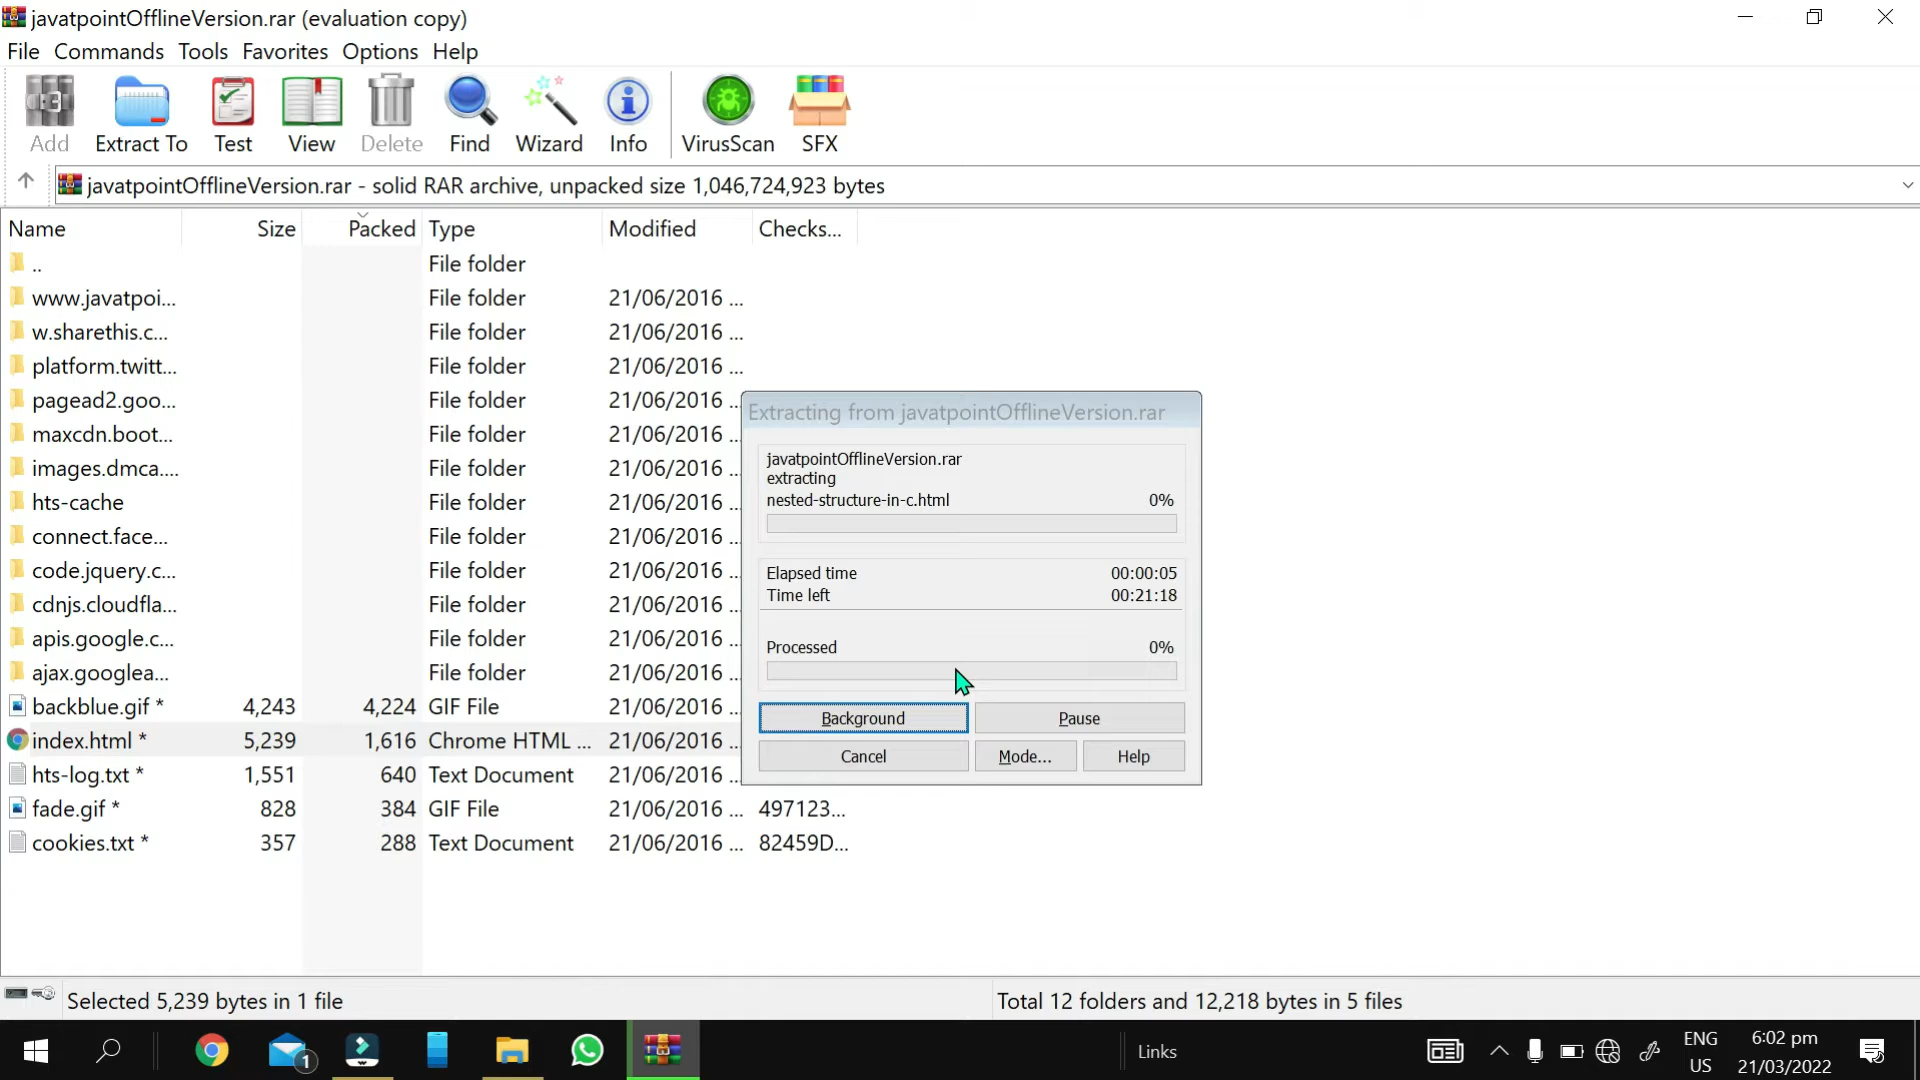 javatpointOfflineVersion.rar (evaluation copy)
File Commands Tools Favorites Options Help
Add Extract To Test View Delete Find Wizard Info VirusScan SFX
javatpointOfflineVersion.rar - solid RAR archive, unpacked size 1,046,724,923 bytes
Name Size Packed Type Modified Checks...
.. File folder
www.javatpoi... File folder 21/06/2016 ...
w.sharethis.c... File folder 21/06/2016 ...
platform.twitt... File folder 21/06/2016 ...
pagead2.goo... File folder 21/06/2016 ...
maxcdn.boot... File folder 21/06/2016 ...
images.dmca.... File folder 21/06/2016 ...
hts-cache File folder 21/06/2016 ...
connect.face... File folder 21/06/2016 ...
code.jquery.c... File folder 21/06/2016 ...
cdnjs.cloudfla... File folder 21/06/2016 ...
apis.google.c... File folder 21/06/2016 ...
ajax.googlea... File folder 21/06/2016 ...
backblue.gif * 4,243 4,224 GIF File 21/06/2016 ...
index.html * 5,239 1,616 Chrome HTML ... 21/06/2016 ...
hts-log.txt * 1,551 640 Text Document 21/06/2016 ...
fade.gif * 828 384 GIF File 21/06/2016 ... 497123...
cookies.txt * 357 288 Text Document 21/06/2016 ... 82459D...
Extracting from javatpointOfflineVersion.rar
javatpointOfflineVersion.rar
extracting
nested-structure-in-c.html 0%
Elapsed time 00:00:05
Time left 00:21:18
Processed 0%
Background Pause
Cancel Mode... Help
Selected 5,239 bytes in 1 file Total 12 folders and 12,218 bytes in 5 files
1 Links ENG 6:02 pm
US 21/03/2022